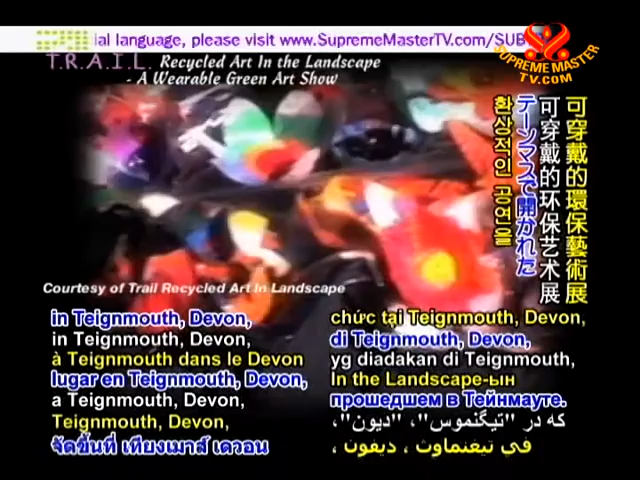 ial language, please visit www.SupremeMasterTV.com/SUB
SUPREME MASTER
TV.COM
T.R.A.I.L. Recycled Art In the Landscape
- A Wearable Green Art Show
可穿戴的環保藝術展
可穿戴的环保艺术展
テーンマスで開かれた
환상적인 공연을
Courtesy of Trail Recycled Art In Landscape
in Teignmouth, Devon,
in Teignmouth, Devon,
à Teignmouth dans le Devon
lugar en Teignmouth, Devon,
a Teignmouth, Devon,
Teignmouth, Devon,
จัดขึ้นที่ เทียงเมาส์ เดวอน
chức tại Teignmouth, Devon,
di Teignmouth, Devon,
yg diadakan di Teignmouth,
In the Landscape-ын
прошедшем в Тейнмауте.
که در "تیگنموس"، "دیون"،
في تيغنماوث ، ديفون ،